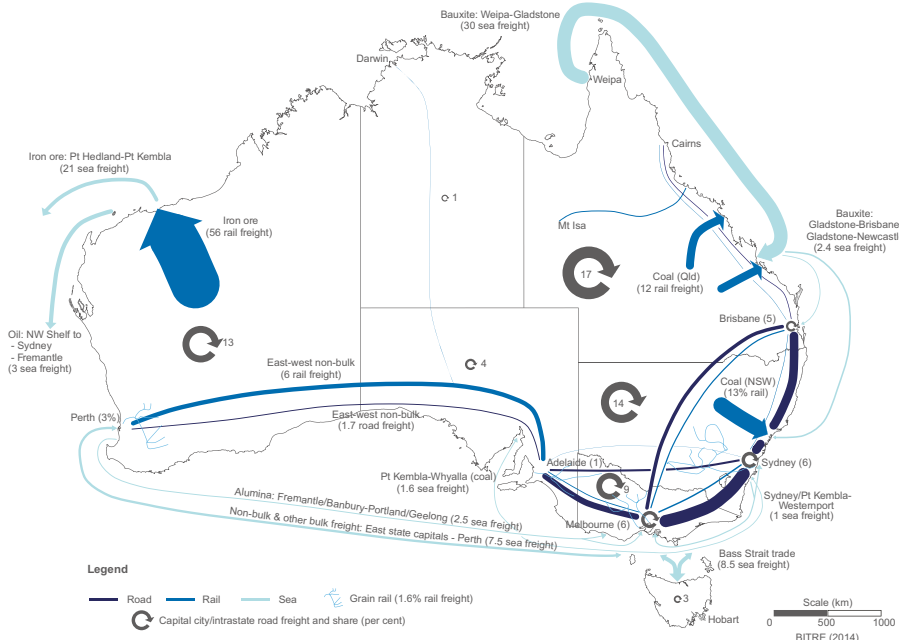 Bauxite: Weipa-Gladstone
(30 sea freight)
Darwin
Weipa
Cairns
Iron ore: Pt Hedland-Pt Kembla
(21 sea freight)
1
Iron ore
(56 rail freight)
Mt Isa
Bauxite:
Gladstone-Brisbane
Gladstone-Newcastl
(2.4 sea freight)
17
Coal (Qld)
(12 rail freight)
Brisbane (5)
Oil: NW Shelf to
- Sydney
- Fremantle
(3 sea freight)
13
4
East-west non-bulk
(6 rail freight)
Coal (NSW)
(13% rail)
14
Perth (3%)
East-west non-bulk
(1.7 road freight)
Adelaide (1)
Sydney (6)
Pt Kembla-Whyalla (coal)
(1.6 sea freight)
9
Alumina: Fremantle/Banbury-Portland/Geelong (2.5 sea freight)
Sydney/Pt Kembla-
Westemport
(1 sea freight)
Non-bulk & other bulk freight: East state capitals - Perth (7.5 sea freight)
Melbourne (6)
Bass Strait trade
(8.5 sea freight)
Legend
Road
Rail
Sea
Grain rail (1.6% rail freight)
Capital city/intrastate road freight and share (per cent)
3
Hobart
Scale (km)
0 500 1000
BITRE (2014)